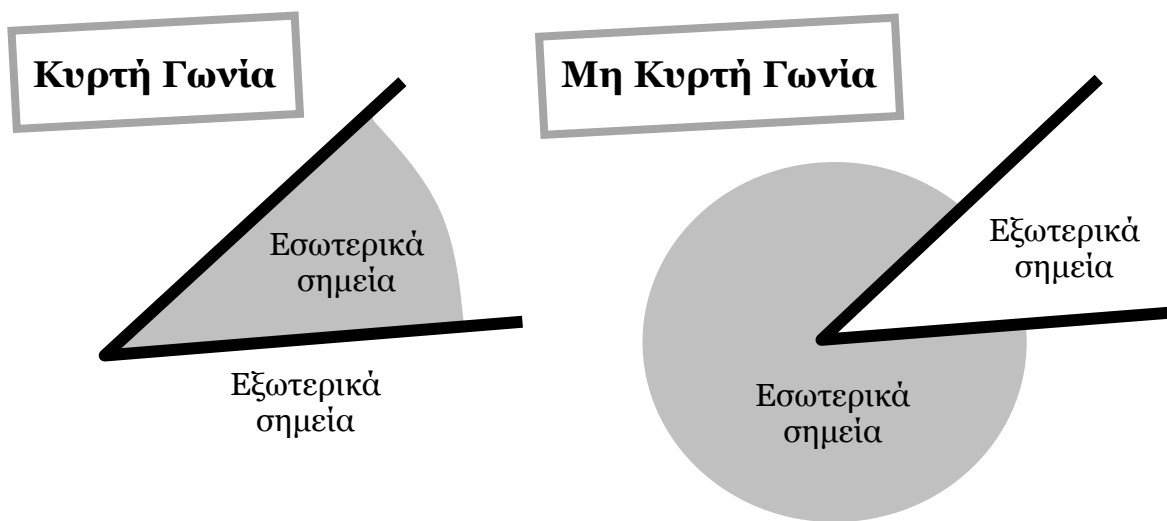 Κυρτή Γωνία
Εσωτερικά
σημεία
Εξωτερικά
σημεία
Μη Κυρτή Γωνία
Εξωτερικά
σημεία
Εσωτερικά
σημεία